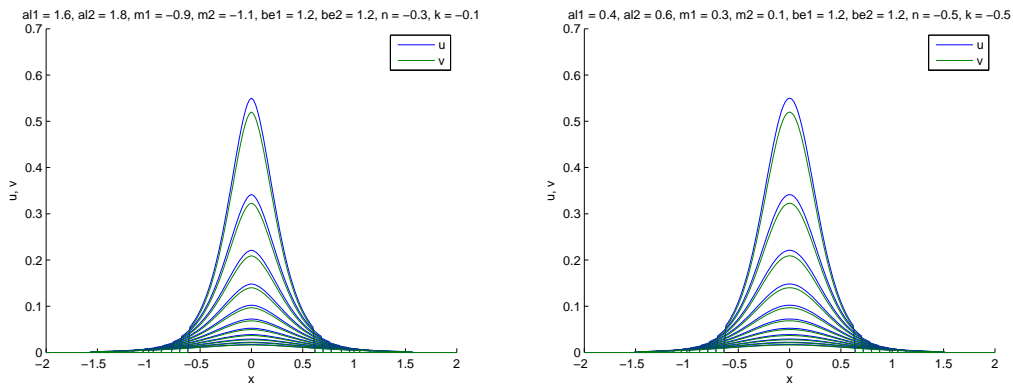 al1 = 1.6, al2 = 1.8, m1 = −0.9, m2 = −1.1, be1 = 1.2, be2 = 1.2, n = −0.3, k = −0.1
0.7
0.6
0.5
0.4
0.3
0.2
0.1
0
u, v
−2 −1.5 −1 −0.5 0 0.5 1 1.5 2
x
u
v
al1 = 0.4, al2 = 0.6, m1 = 0.3, m2 = 0.1, be1 = 1.2, be2 = 1.2, n = −0.5, k = −0.5
0.7
0.6
0.5
0.4
0.3
0.2
0.1
0
u, v
−2 −1.5 −1 −0.5 0 0.5 1 1.5 2
x
u
v